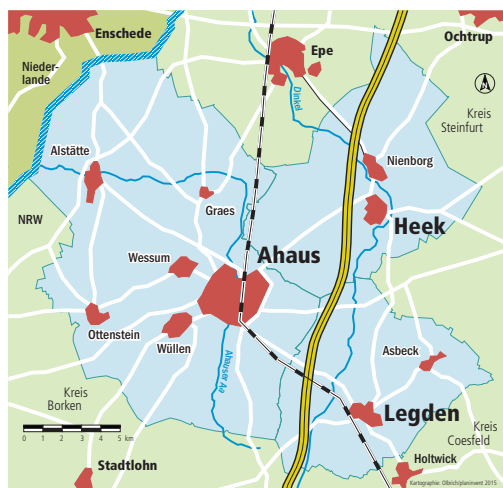 Enschede
Epe
Ochtrup
Nieder-
lande
Dinkel
Kreis
Steinfurt
Alstätte
Nienborg
Graes
NRW
Heek
Wessum
Ahaus
Ottenstein
Wüllen
Ahauser Aa
Asbeck
Kreis
Borken
Legden
Kreis
Coesfeld
0 1 2 3 4 5 km
Stadtlohn
Holtwick
Kartographie: Olbrich/planinvent 2015